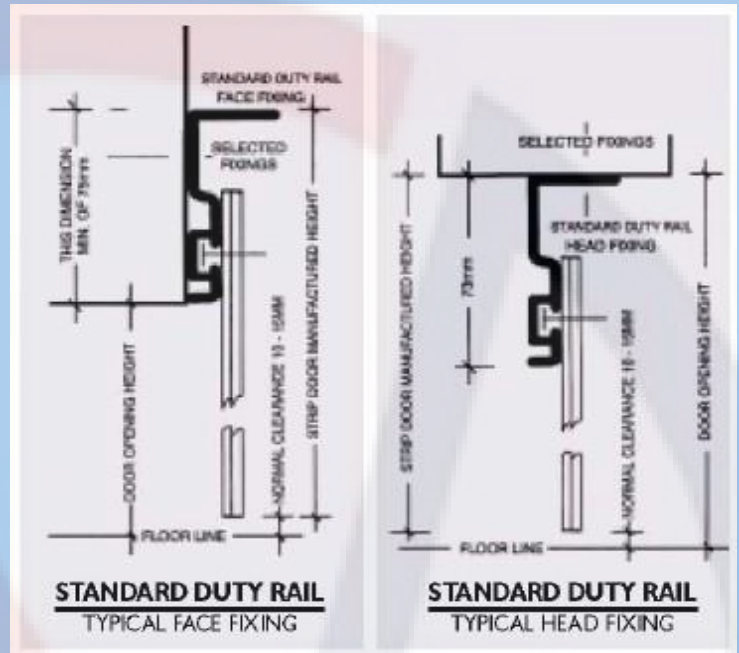 STANDARD DUTY RAIL
FACE FIXING
SELECTED
FIXINGS
THIS DIMENSION
MIN. OF 75mm
DOOR OPENING HEIGHT
STRIP DOOR MANUFACTURED HEIGHT
NORMAL CLEARANCE 10 - 15MM
FLOOR LINE
STANDARD DUTY RAIL
TYPICAL FACE FIXING
SELECTED FIXINGS
STANDARD DUTY RAIL
HEAD FIXING
STRIP DOOR MANUFACTURED HEIGHT
NORMAL CLEARANCE 10 - 15MM
DOOR OPENING HEIGHT
FLOOR LINE
STANDARD DUTY RAIL
TYPICAL HEAD FIXING